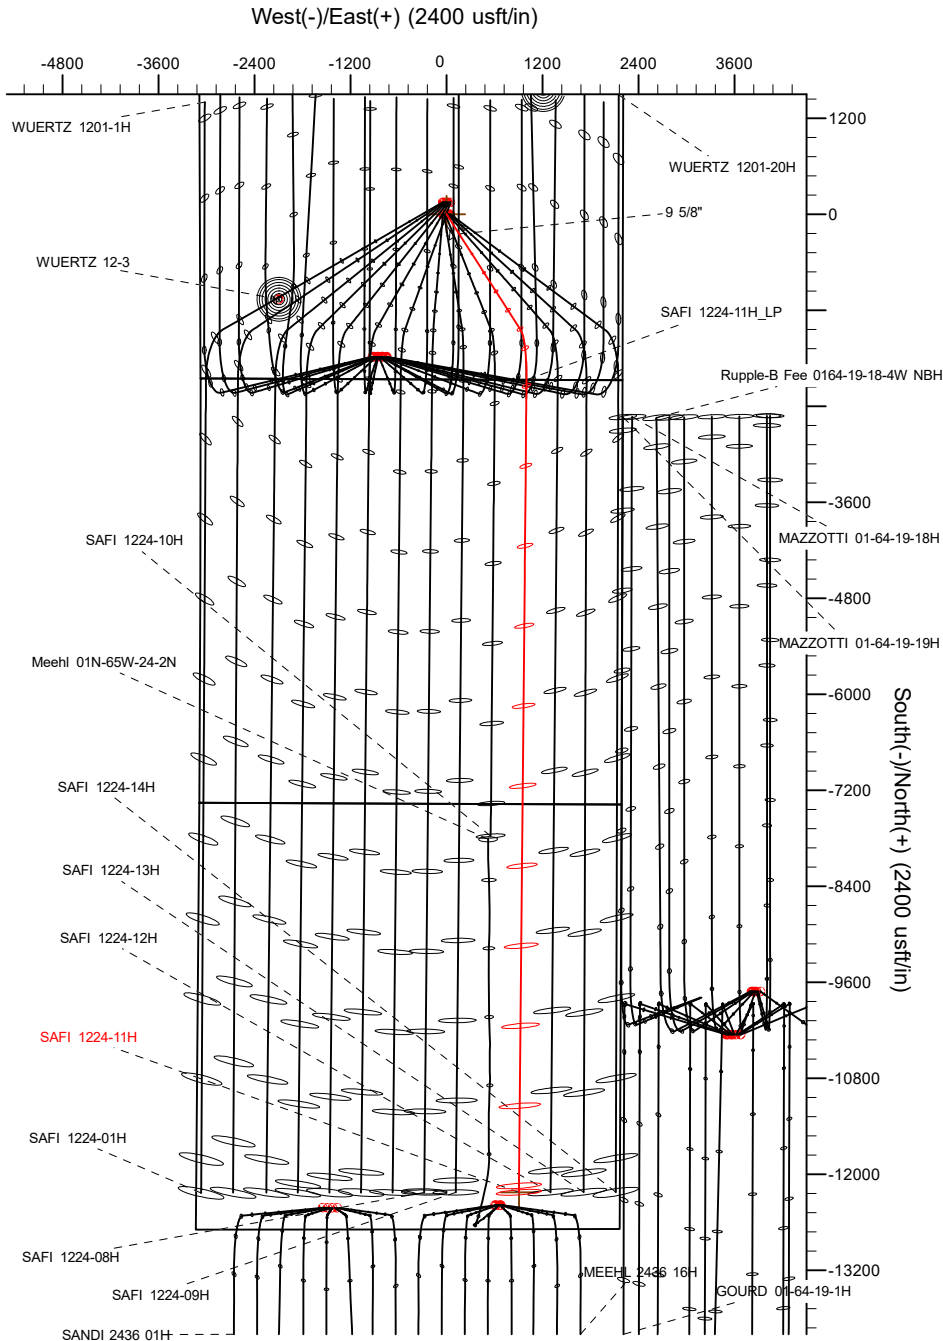 West(-)/East(+) (2400 usft/in)
-4800 -3600 -2400 -1200 0 1200 2400 3600
1200
WUERTZ 1201-1H
WUERTZ 1201-20H
9 5/8"
0
WUERTZ 12-3
SAFI 1224-11H_LP
Rupple-B Fee 0164-19-18-4W NBH
-3600
SAFI 1224-10H
MAZZOTTI 01-64-19-18H
-4800
MAZZOTTI 01-64-19-19H
Meehl 01N-65W-24-2N
-6000
South(-)/North(+) (2400 usft/in)
SAFI 1224-14H
-7200
SAFI 1224-13H
-8400
SAFI 1224-12H
-9600
SAFI 1224-11H
-10800
SAFI 1224-01H
-12000
SAFI 1224-08H
MEEHL 2436 16H
-13200
SAFI 1224-09H
GOURD 01-64-19-1H
SANDI 2436 01H